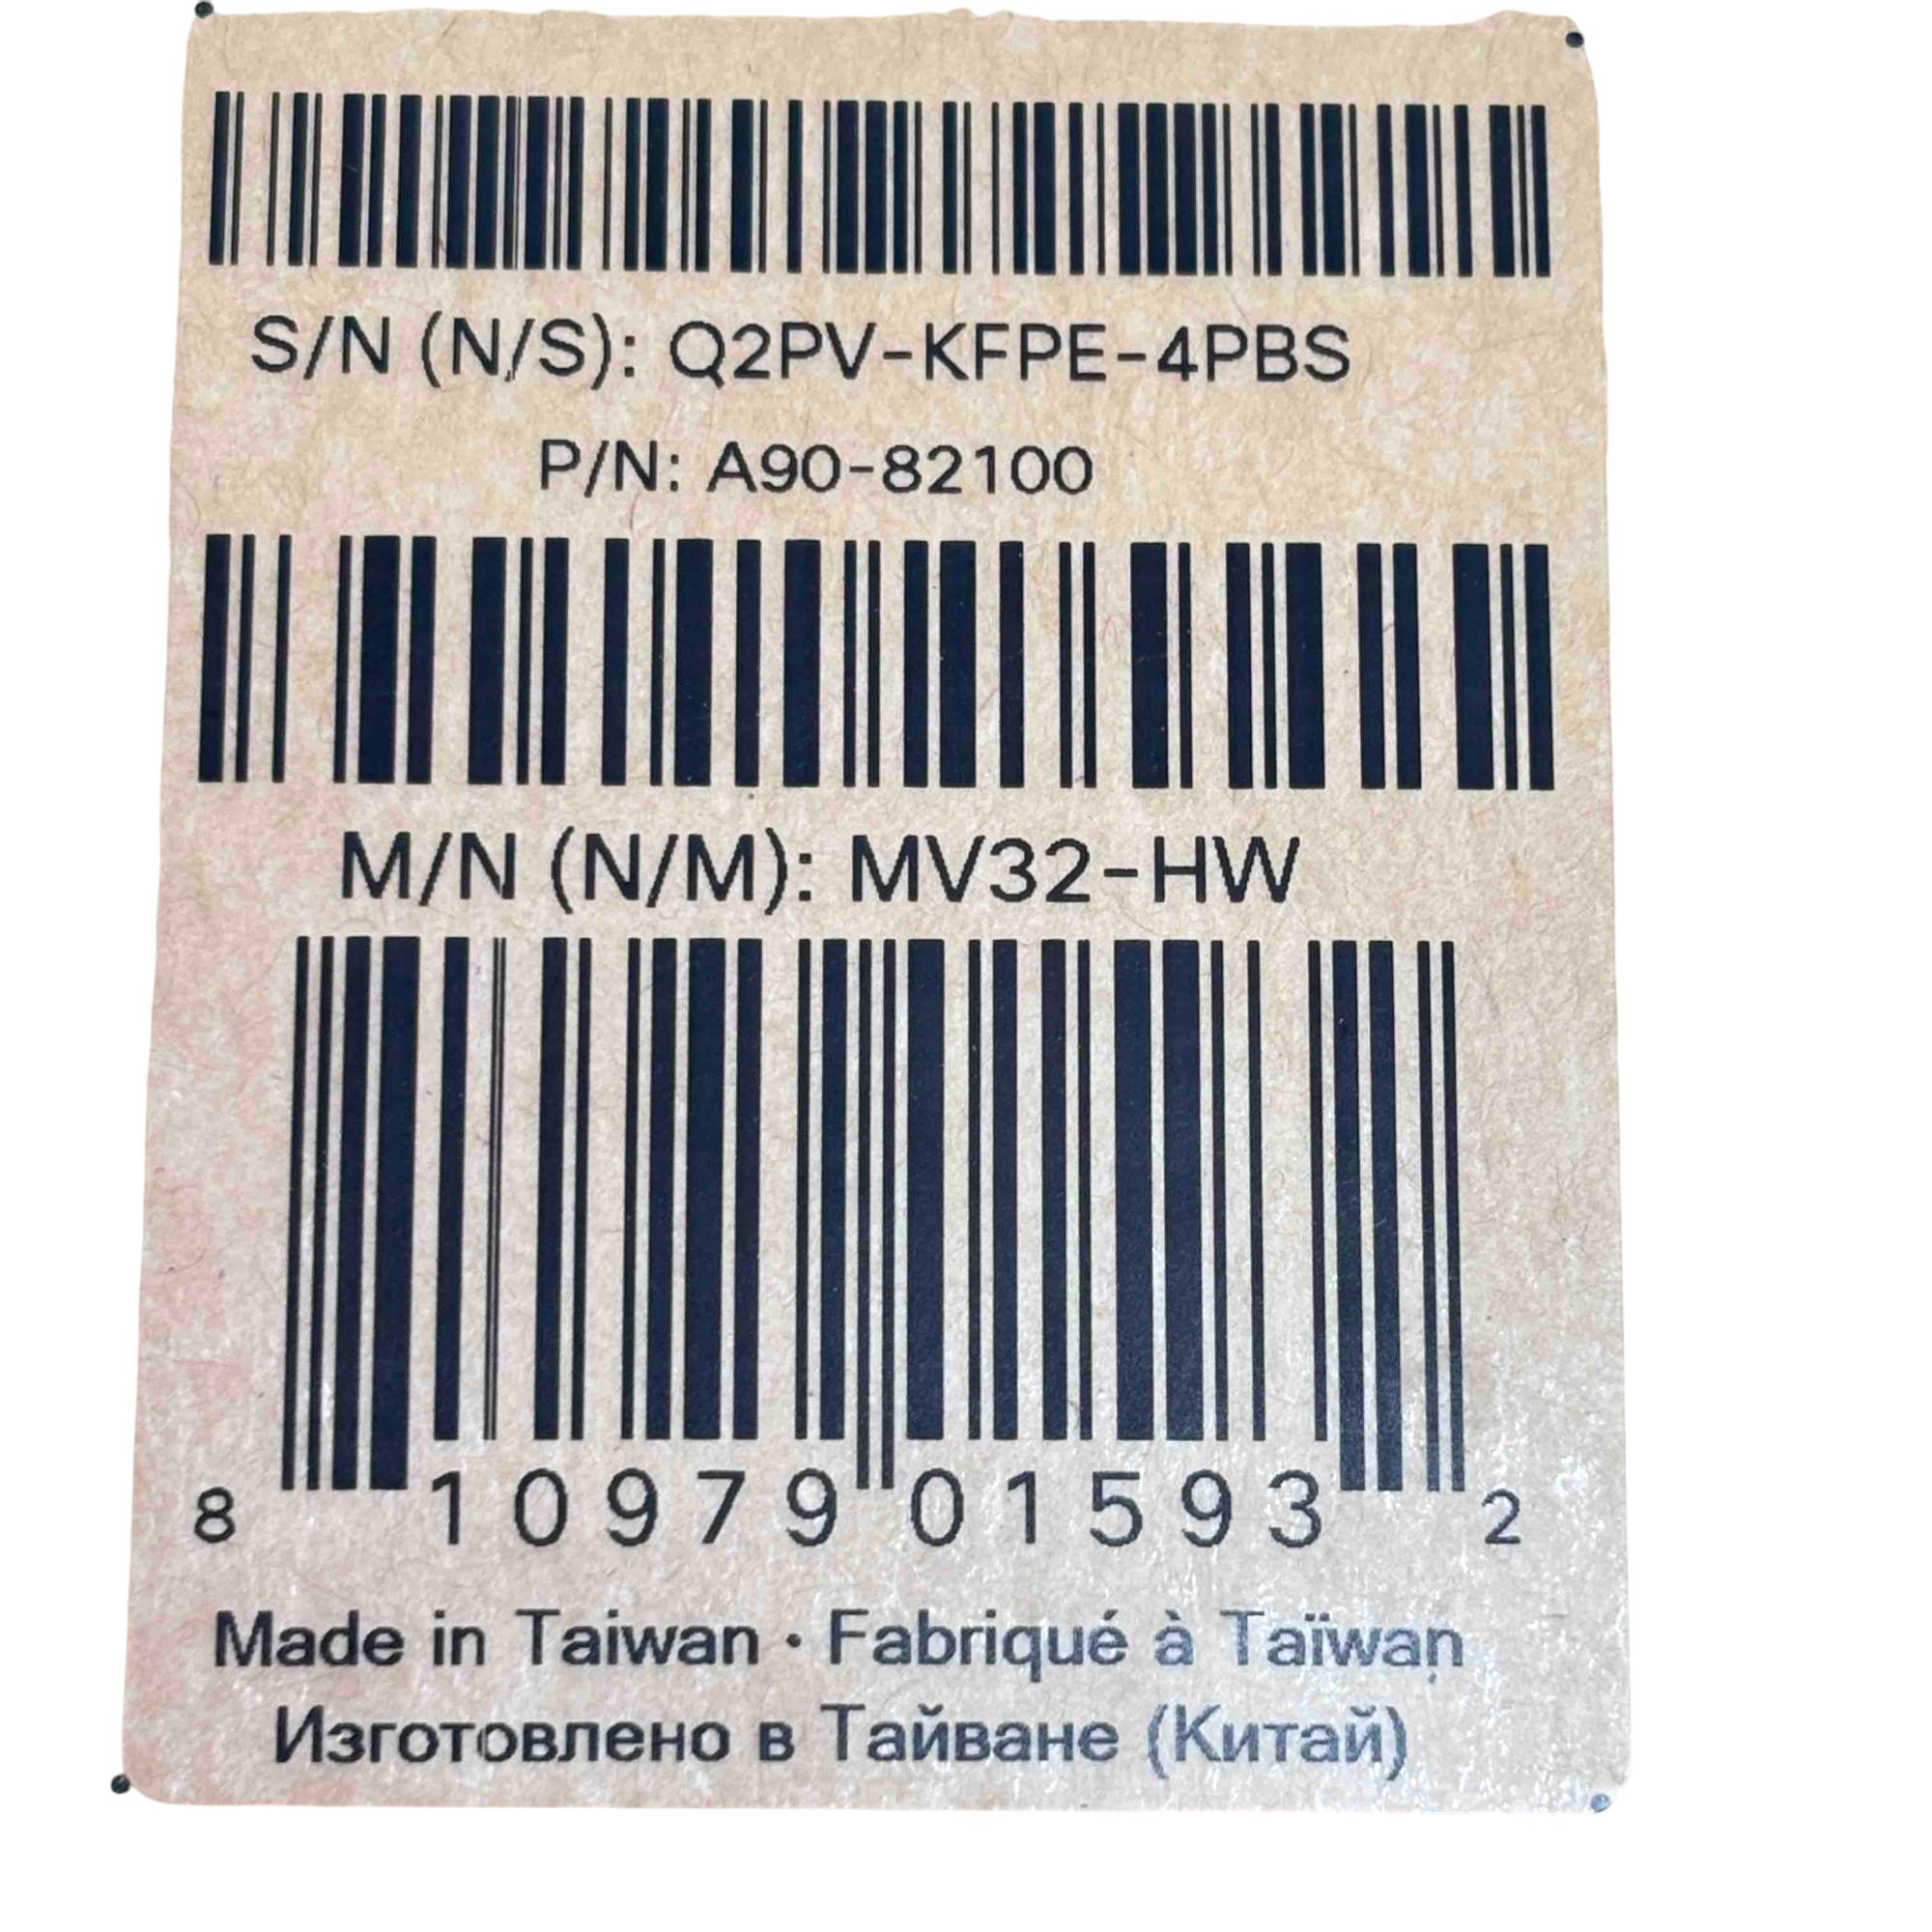 S/N (N/S): Q2PV-KFPE-4PBS
P/N: A90-82100
M/N (N/M): MV32-HW
8 10979 01593 2
Made in Taiwan · Fabriqué à Taïwan
Изготовлено в Тайване (Китай)